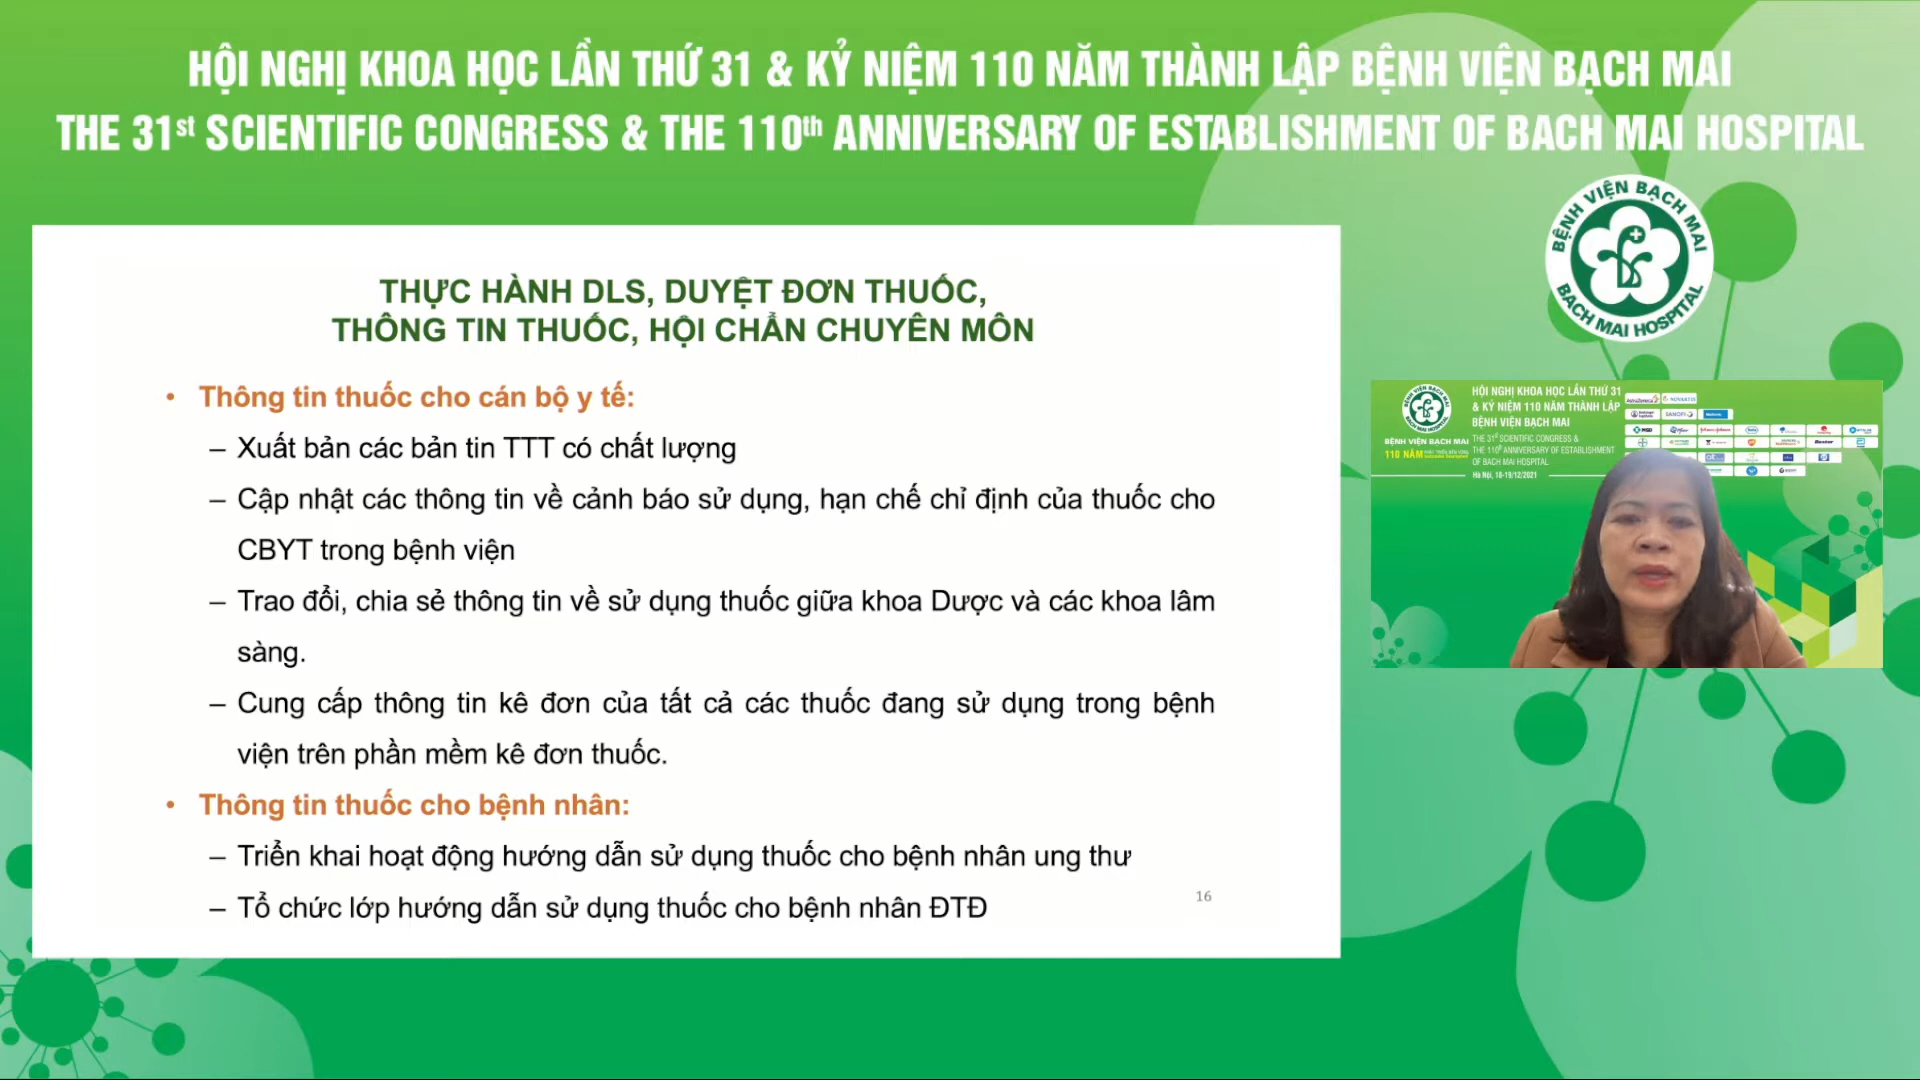 HỘI NGHỊ KHOA HỌC LẦN THỨ 31 & KỶ NIỆM 110 NĂM THÀNH LẬP BỆNH VIỆN BẠCH MAI
THE 31st SCIENTIFIC CONGRESS & THE 110th ANNIVERSARY OF ESTABLISHMENT OF BACH MAI HOSPITAL
BỆNH VIỆN BẠCH MAI
BACH MAI HOSPITAL
THỰC HÀNH DLS, DUYỆT ĐƠN THUỐC,
THÔNG TIN THUỐC, HỘI CHẨN CHUYÊN MÔN
• Thông tin thuốc cho cán bộ y tế:
– Xuất bản các bản tin TTT có chất lượng
– Cập nhật các thông tin về cảnh báo sử dụng, hạn chế chỉ định của thuốc cho
CBYT trong bệnh viện
– Trao đổi, chia sẻ thông tin về sử dụng thuốc giữa khoa Dược và các khoa lâm
sàng.
– Cung cấp thông tin kê đơn của tất cả các thuốc đang sử dụng trong bệnh
viện trên phần mềm kê đơn thuốc.
• Thông tin thuốc cho bệnh nhân:
– Triển khai hoạt động hướng dẫn sử dụng thuốc cho bệnh nhân ung thư
– Tổ chức lớp hướng dẫn sử dụng thuốc cho bệnh nhân ĐTĐ
16
HỘI NGHỊ KHOA HỌC LẦN THỨ 31
& KỶ NIỆM 110 NĂM THÀNH LẬP
BỆNH VIỆN BẠCH MAI
THE 31st SCIENTIFIC CONGRESS &
THE 110th ANNIVERSARY OF ESTABLISHMENT
OF BACH MAI HOSPITAL
Hà Nội, 18-19/12/2021
BỆNH VIỆN BẠCH MAI
110 NĂM
NOVARTIS
SANOFI
MSD
Pfizer
Baxter